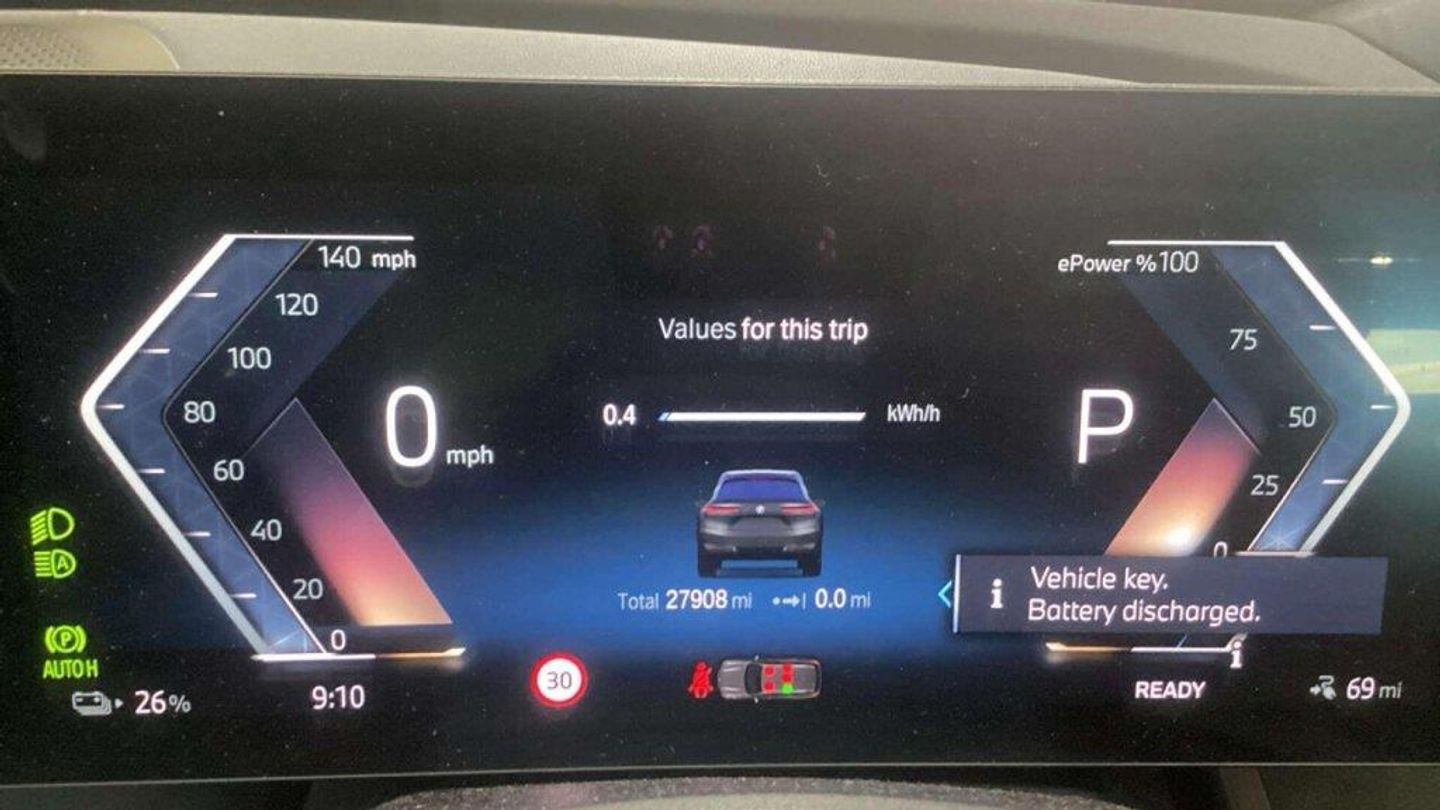 140 mph
120
100
80
60
40
20
0
0 mph
Values for this trip
0.4 kWh/h
Total 27908 mi 0.0 mi
ePower %100
75
50
25
0
P
i Vehicle key.
Battery discharged.
i
P
AUTO H
A
26%
9:10
30
READY
69 mi